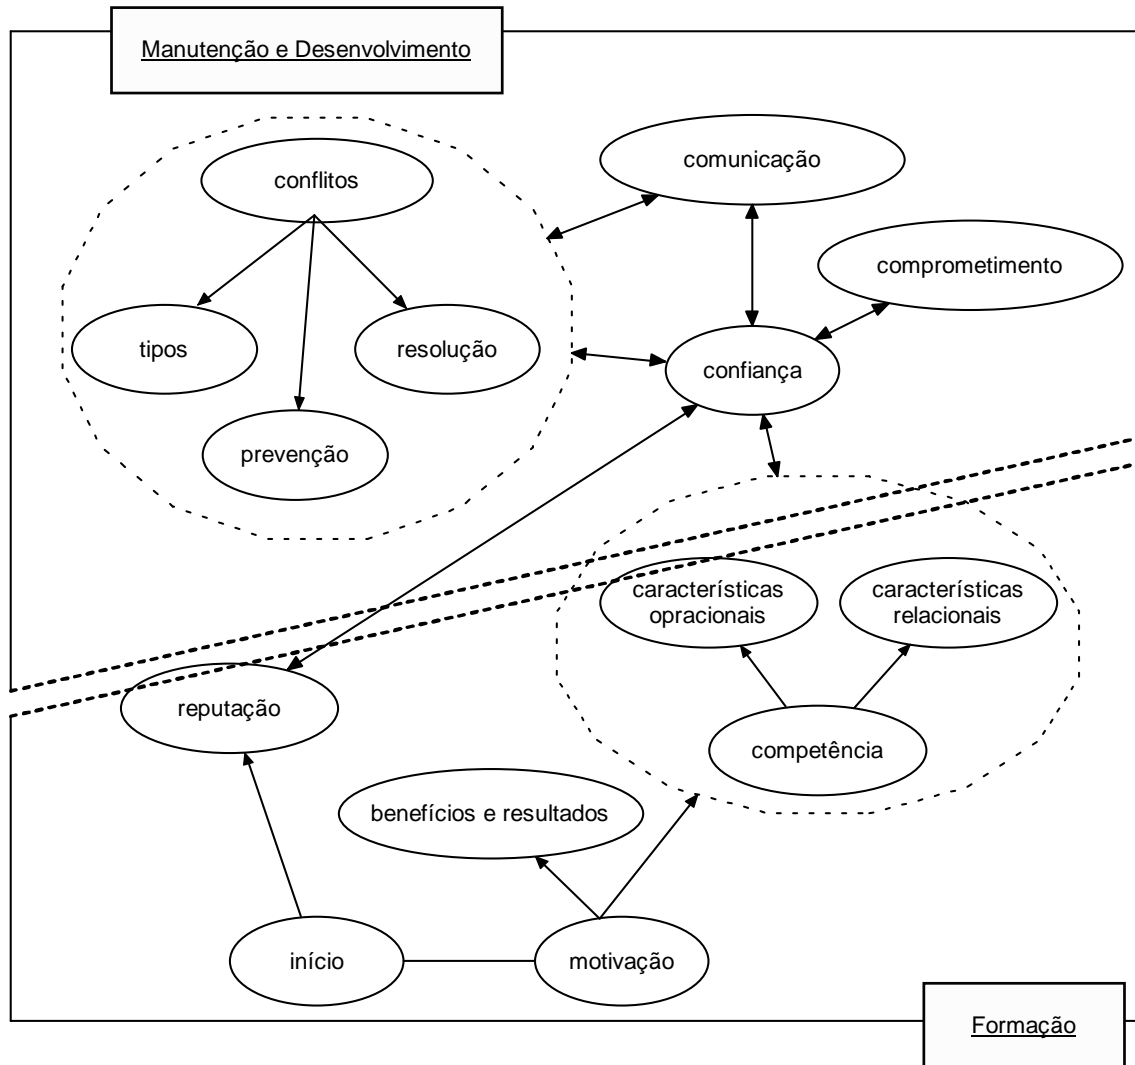 Manutenção e Desenvolvimento
comunicação
conflitos
comprometimento
tipos
resolução
confiança
prevenção
características
opracionais
características
relacionais
reputação
competência
benefícios e resultados
início
motivação
Formação